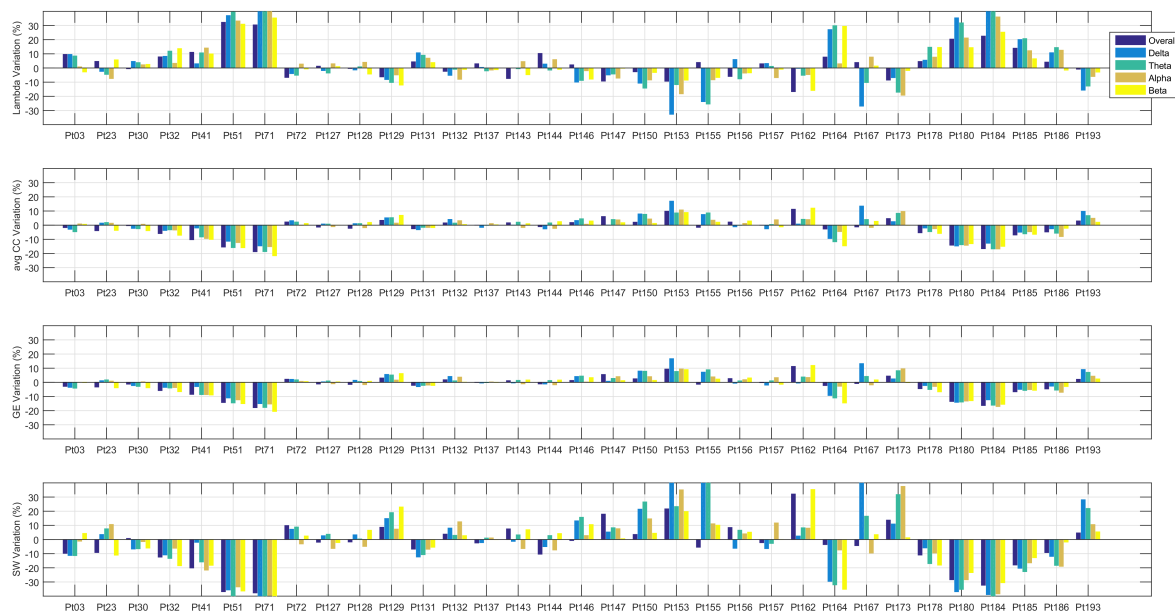 30
20
10
0
-10
-20
-30
Lambda Variation (%)
Overall
Delta
Theta
Alpha
Beta
Pt03 Pt23 Pt30 Pt32 Pt41 Pt51 Pt71 Pt72 Pt127 Pt128 Pt129 Pt131 Pt132 Pt137 Pt143 Pt144 Pt146 Pt147 Pt150 Pt153 Pt155 Pt156 Pt157 Pt162 Pt164 Pt167 Pt173 Pt178 Pt180 Pt184 Pt185 Pt186 Pt193
30
20
10
0
-10
-20
-30
avg CC Variation (%)
Pt03 Pt23 Pt30 Pt32 Pt41 Pt51 Pt71 Pt72 Pt127 Pt128 Pt129 Pt131 Pt132 Pt137 Pt143 Pt144 Pt146 Pt147 Pt150 Pt153 Pt155 Pt156 Pt157 Pt162 Pt164 Pt167 Pt173 Pt178 Pt180 Pt184 Pt185 Pt186 Pt193
30
20
10
0
-10
-20
-30
GE Variation (%)
Pt03 Pt23 Pt30 Pt32 Pt41 Pt51 Pt71 Pt72 Pt127 Pt128 Pt129 Pt131 Pt132 Pt137 Pt143 Pt144 Pt146 Pt147 Pt150 Pt153 Pt155 Pt156 Pt157 Pt162 Pt164 Pt167 Pt173 Pt178 Pt180 Pt184 Pt185 Pt186 Pt193
30
20
10
0
-10
-20
-30
SW Variation (%)
Pt03 Pt23 Pt30 Pt32 Pt41 Pt51 Pt71 Pt72 Pt127 Pt128 Pt129 Pt131 Pt132 Pt137 Pt143 Pt144 Pt146 Pt147 Pt150 Pt153 Pt155 Pt156 Pt157 Pt162 Pt164 Pt167 Pt173 Pt178 Pt180 Pt184 Pt185 Pt186 Pt193